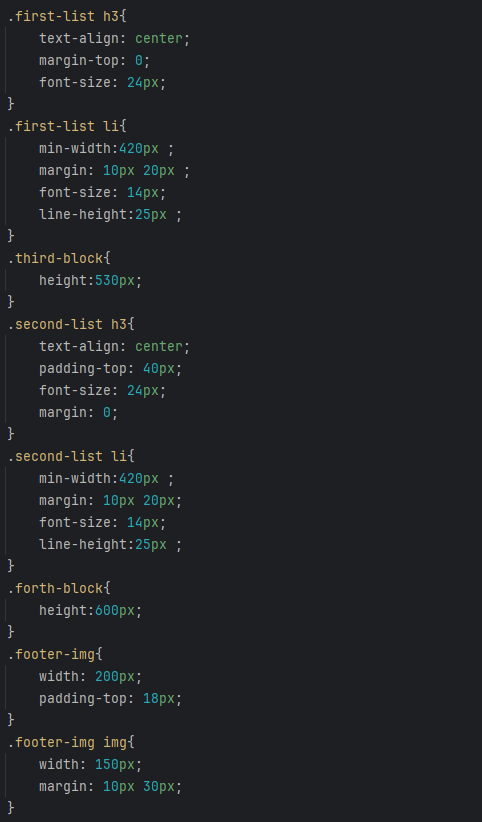 .first-list h3{
    text-align: center;
    margin-top: 0;
    font-size: 24px;
}
.first-list li{
    min-width:420px ;
    margin: 10px 20px ;
    font-size: 14px;
    line-height:25px ;
}
.third-block{
    height:530px;
}
.second-list h3{
    text-align: center;
    padding-top: 40px;
    font-size: 24px;
    margin: 0;
}
.second-list li{
    min-width:420px ;
    margin: 10px 20px;
    font-size: 14px;
    line-height:25px ;
}
.forth-block{
    height:600px;
}
.footer-img{
    width: 200px;
    padding-top: 18px;
}
.footer-img img{
    width: 150px;
    margin: 10px 30px;
}